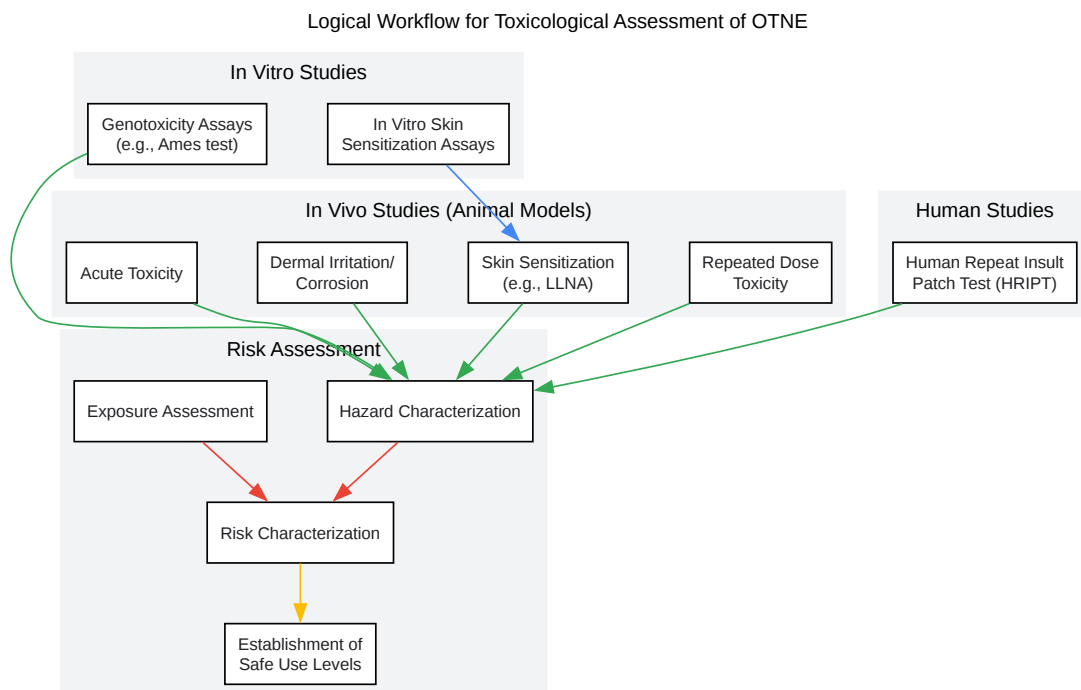 Logical Workflow for Toxicological Assessment of OTNE
In Vitro Studies
Genotoxicity Assays
(e.g., Ames test)
In Vitro Skin
Sensitization Assays
In Vivo Studies (Animal Models)
Acute Toxicity
Dermal Irritation/
Corrosion
Skin Sensitization
(e.g., LLNA)
Repeated Dose
Toxicity
Human Studies
Human Repeat Insult
Patch Test (HRIPT)
Risk Assessment
Exposure Assessment
Hazard Characterization
Risk Characterization
Establishment of
Safe Use Levels